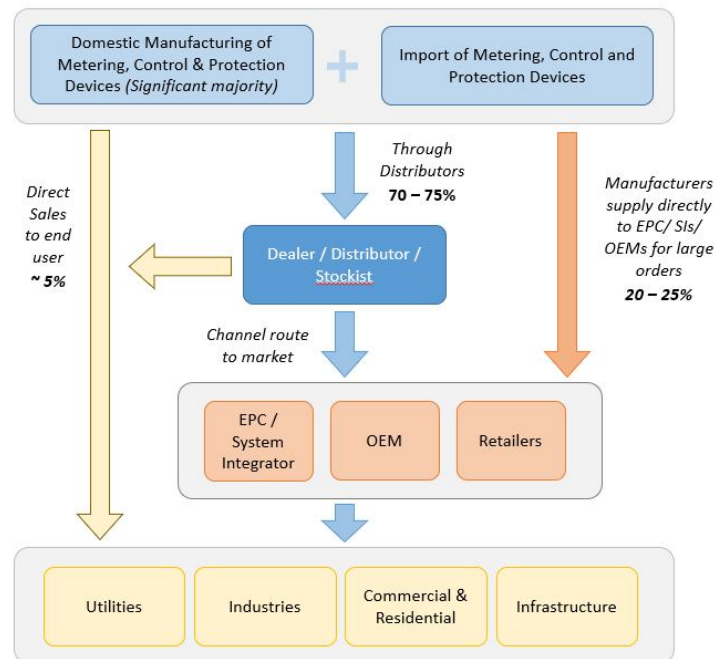 Domestic Manufacturing of
Metering, Control & Protection
Devices (Significant majority)
+
Import of Metering, Control and
Protection Devices
Through
Distributors
70 – 75%
Direct
Sales
to end
user
~ 5%
Manufacturers
supply directly
to EPC/ SIs/
OEMs for large
orders
20 – 25%
Dealer / Distributor /
Stockist
Channel route
to market
EPC /
System
Integrator
OEM
Retailers
Utilities
Industries
Commercial &
Residential
Infrastructure